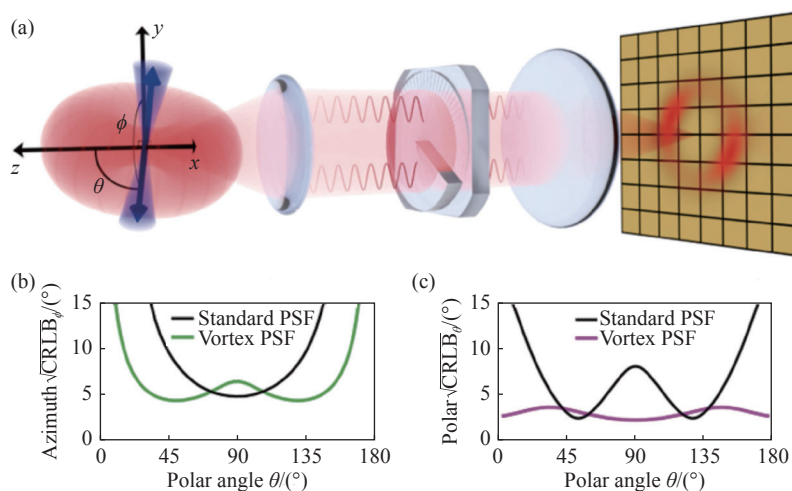 (a)
y
ϕ
z
x
θ
(b)
15
10
5
0
Azimuth √CRLBϕ/(°)
Standard PSF
Vortex PSF
0 45 90 135 180
Polar angle θ/(°)
(c)
15
10
5
0
Polar √CRLBθ/(°)
Standard PSF
Vortex PSF
0 45 90 135 180
Polar angle θ/(°)